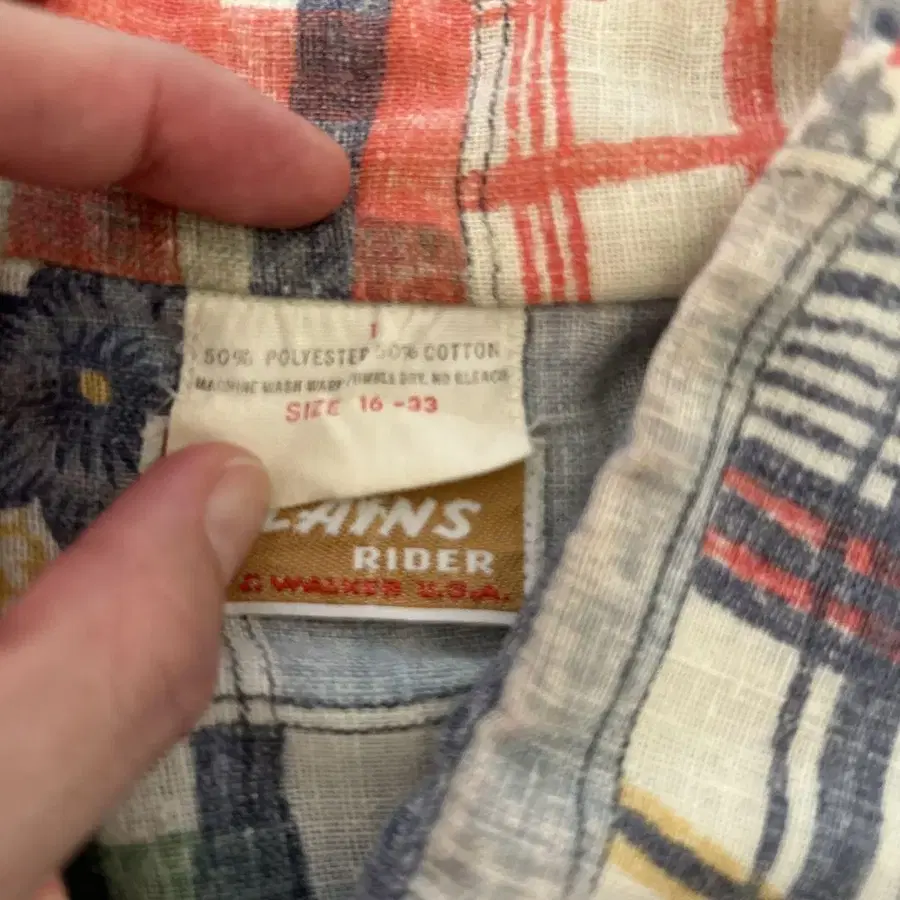 1
50% POLYESTER 50% COTTON
MACHINE WASH WARM, TUMBLE DRY, NO BLEACH
SIZE 16 -33
LAINS
RIDER
WALKER U.S.A.